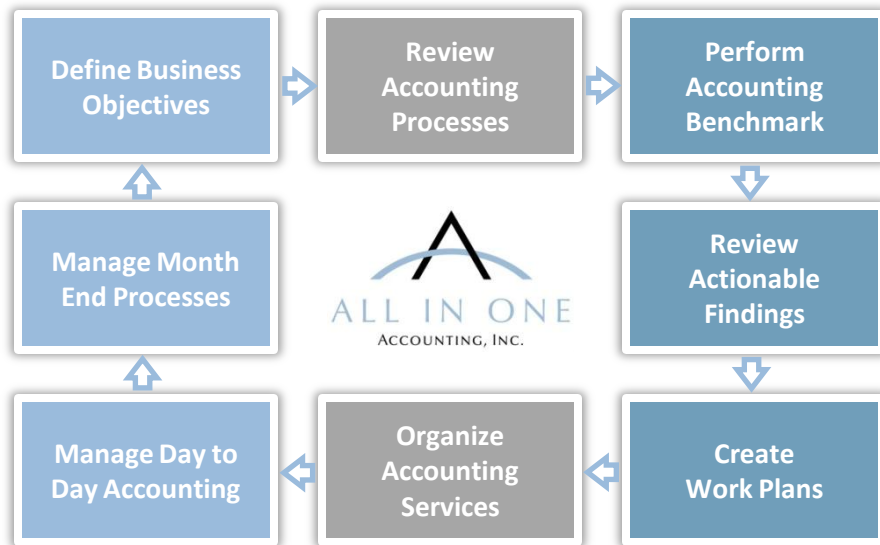 Define Business
Objectives
Review
Accounting
Processes
Perform
Accounting
Benchmark
Manage Month
End Processes
ALL IN ONE
ACCOUNTING, INC.
Review
Actionable
Findings
Manage Day to
Day Accounting
Organize
Accounting
Services
Create
Work Plans